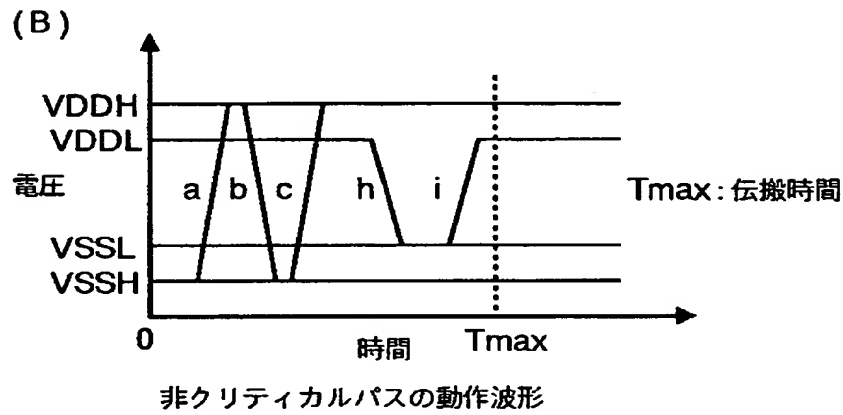 (B)
VDDH
VDDL
電圧
a b c h i
Tmax:伝搬時間
VSSL
VSSH
0
時間
Tmax
非クリティカルパスの動作波形